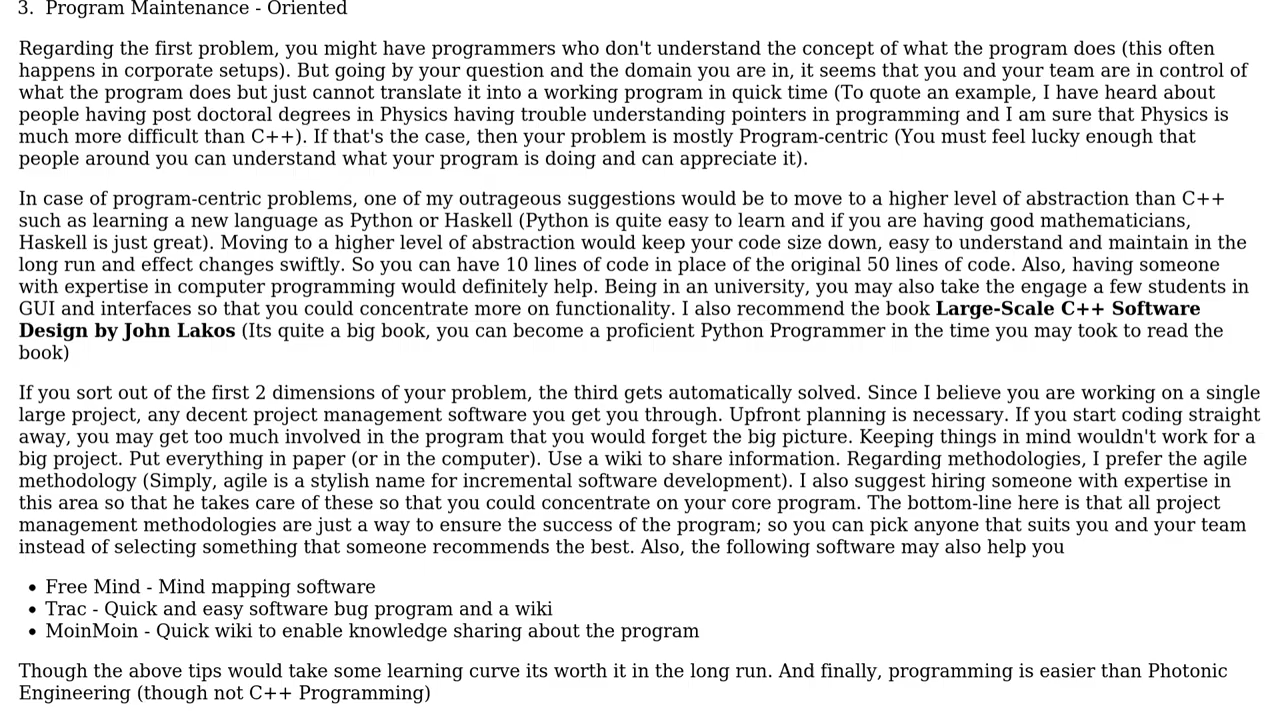 3. Program Maintenance - Oriented
Regarding the first problem, you might have programmers who don't understand the concept of what the program does (this often
happens in corporate setups). But going by your question and the domain you are in, it seems that you and your team are in control of
what the program does but just cannot translate it into a working program in quick time (To quote an example, I have heard about
people having post doctoral degrees in Physics having trouble understanding pointers in programming and I am sure that Physics is
much more difficult than C++). If that's the case, then your problem is mostly Program-centric (You must feel lucky enough that
people around you can understand what your program is doing and can appreciate it).
In case of program-centric problems, one of my outrageous suggestions would be to move to a higher level of abstraction than C++
such as learning a new language as Python or Haskell (Python is quite easy to learn and if you are having good mathematicians,
Haskell is just great). Moving to a higher level of abstraction would keep your code size down, easy to understand and maintain in the
long run and effect changes swiftly. So you can have 10 lines of code in place of the original 50 lines of code. Also, having someone
with expertise in computer programming would definitely help. Being in an university, you may also take the engage a few students in
GUI and interfaces so that you could concentrate more on functionality. I also recommend the book Large-Scale C++ Software
Design by John Lakos (Its quite a big book, you can become a proficient Python Programmer in the time you may took to read the
book)
If you sort out of the first 2 dimensions of your problem, the third gets automatically solved. Since I believe you are working on a single
large project, any decent project management software you get you through. Upfront planning is necessary. If you start coding straight
away, you may get too much involved in the program that you would forget the big picture. Keeping things in mind wouldn't work for a
big project. Put everything in paper (or in the computer). Use a wiki to share information. Regarding methodologies, I prefer the agile
methodology (Simply, agile is a stylish name for incremental software development). I also suggest hiring someone with expertise in
this area so that he takes care of these so that you could concentrate on your core program. The bottom-line here is that all project
management methodologies are just a way to ensure the success of the program; so you can pick anyone that suits you and your team
instead of selecting something that someone recommends the best. Also, the following software may also help you
• Free Mind - Mind mapping software
• Trac - Quick and easy software bug program and a wiki
• MoinMoin - Quick wiki to enable knowledge sharing about the program
Though the above tips would take some learning curve its worth it in the long run. And finally, programming is easier than Photonic
Engineering (though not C++ Programming)